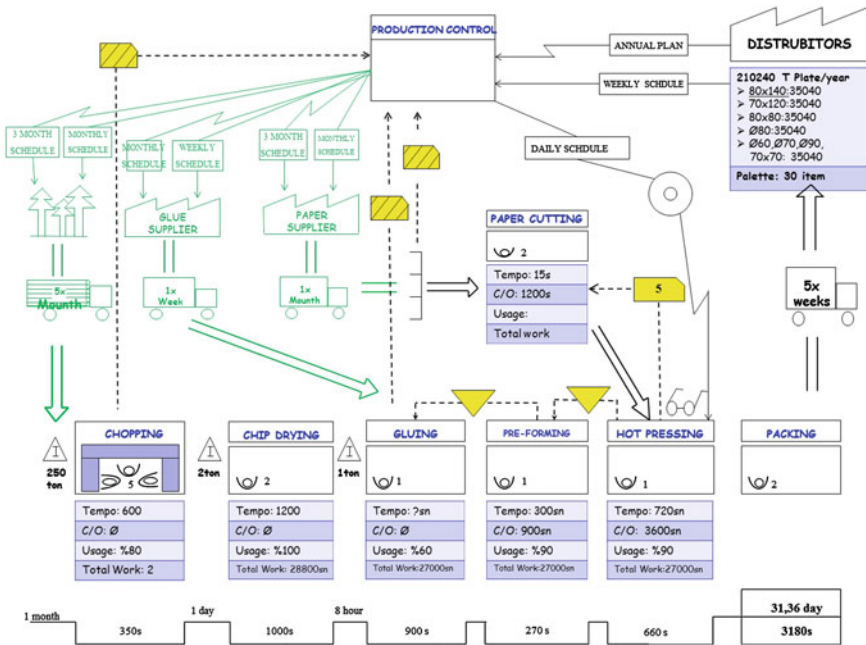 PRODUCTION CONTROL
ANNUAL PLAN
DISTRUBITORS
WEEKLY SCHDULE
210240 T Plate/year
➢ 80x140:35040
➢ 70x120:35040
➢ 80x80:35040
➢ Ø80:35040
➢ Ø60,Ø70,Ø90,
70x70: 35040
Palette: 30 item
3 MONTH
SCHEDULE
MONTHLY
SCHEDULE
MONTHLY
SCHEDULE
WEEKLY
SCHEDULE
3 MONTH
SCHEDULE
MONTHLY
SCHEDULE
DAILY SCHDULE
GLUE
SUPPLIER
PAPER
SUPPLIER
PAPER CUTTING
2
Tempo: 15s
C/O: 1200s
Usage:
Total work
5x
Mounth
1x
Week
1x
Mounth
5
5x
weeks
I
250
ton
CHOPPING
5
Tempo: 600
C/O: Ø
Usage: %80
Total Work: 2
I
2ton
CHIP DRYING
2
Tempo: 1200
C/O: Ø
Usage: %100
Total Work: 28800sn
I
1ton
GLUING
1
Tempo: ?sn
C/O: Ø
Usage: %60
Total Work:27000sn
PRE-FORMING
1
Tempo: 300sn
C/O: 900sn
Usage: %90
Total Work:27000sn
HOT PRESSING
1
Tempo: 720sn
C/O: 3600sn
Usage: %90
Total Work:27000sn
PACKING
2
1 month
350s
1 day
1000s
8 hour
900 s
270 s
660 s
31,36 day
3180s